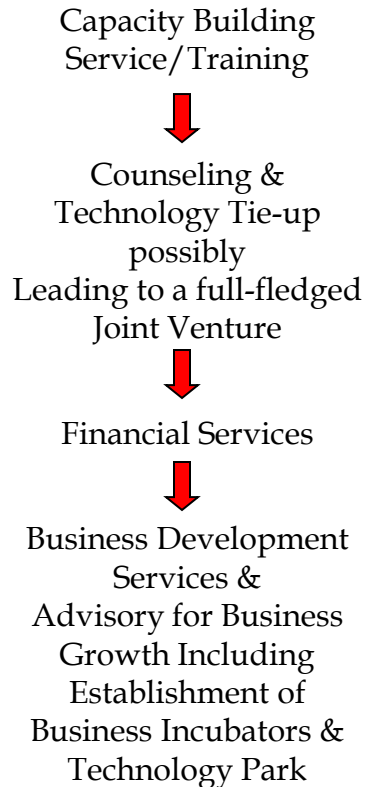 Capacity Building
Service/Training
Counseling &
Technology Tie-up
possibly
Leading to a full-fledged
Joint Venture
Financial Services
Business Development
Services &
Advisory for Business
Growth Including
Establishment of
Business Incubators &
Technology Park